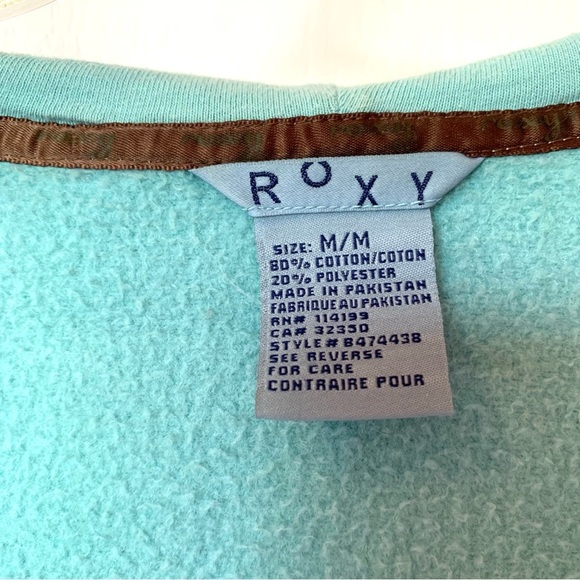 ROXY
SIZE: M/M
80% COTTON/COTON
20% POLYESTER
MADE IN PAKISTAN
FABRIQUE AU PAKISTAN
RN# 114199
CA# 32350
STYLE# B474438
SEE REVERSE
FOR CARE
CONTRAIRE POUR